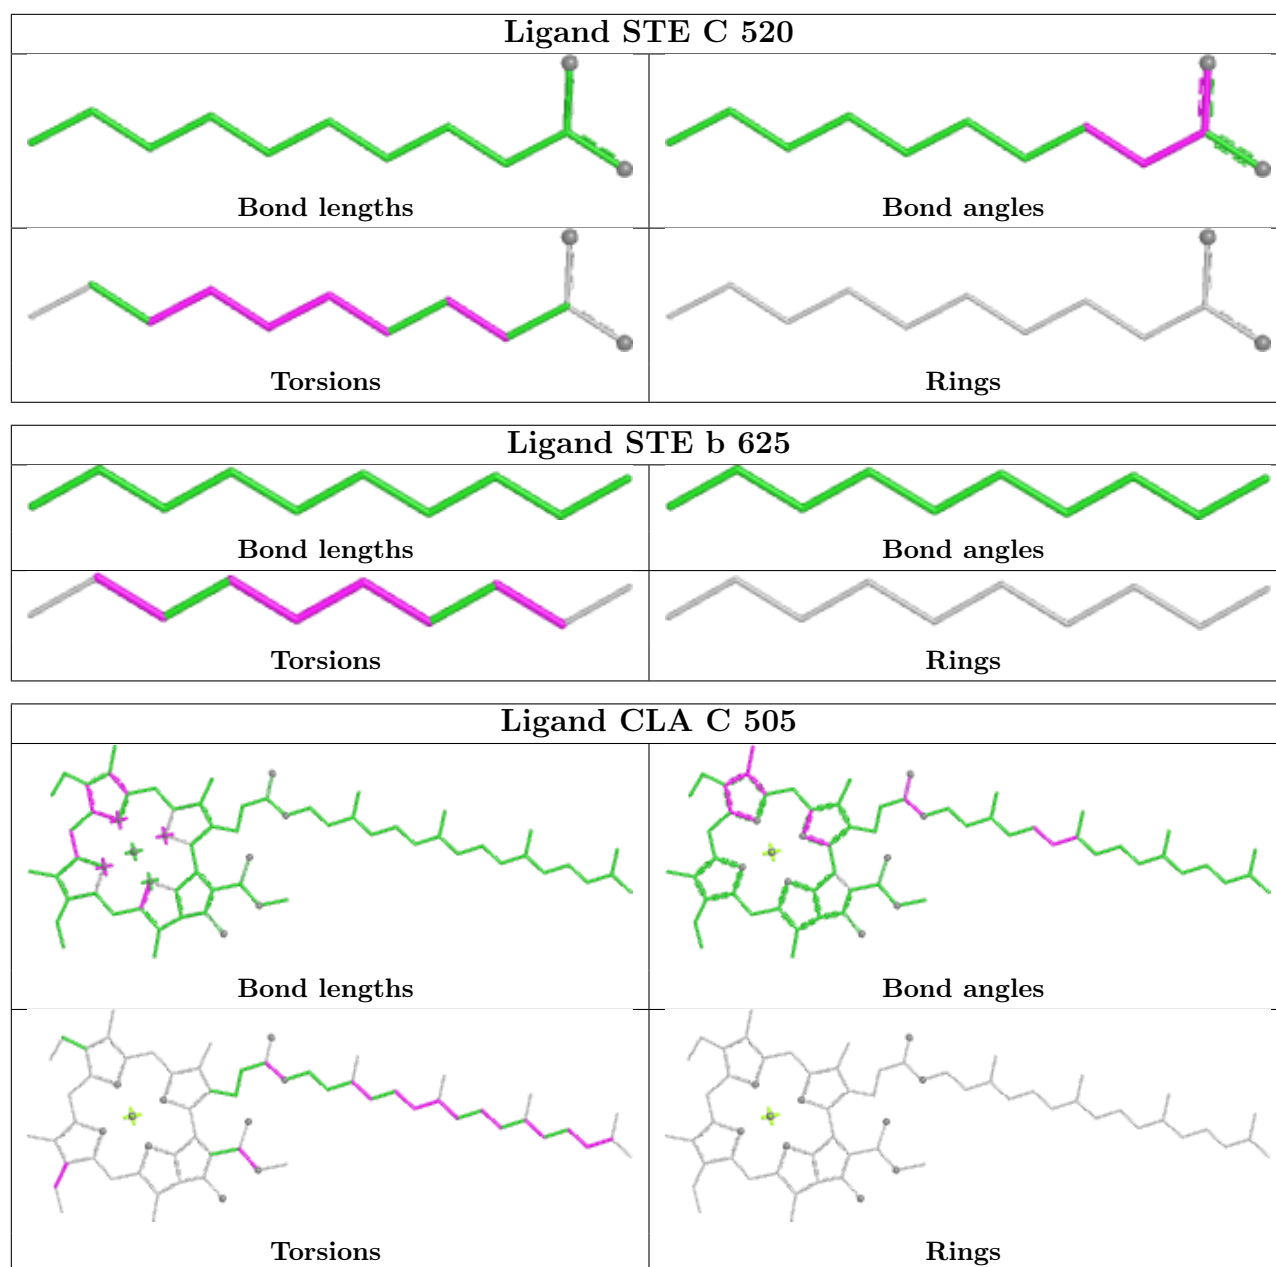 Ligand STE C 520
Bond lengths
Bond angles
Torsions
Rings
Ligand STE b 625
Bond lengths
Bond angles
Torsions
Rings
Ligand CLA C 505
Bond lengths
Bond angles
Torsions
Rings